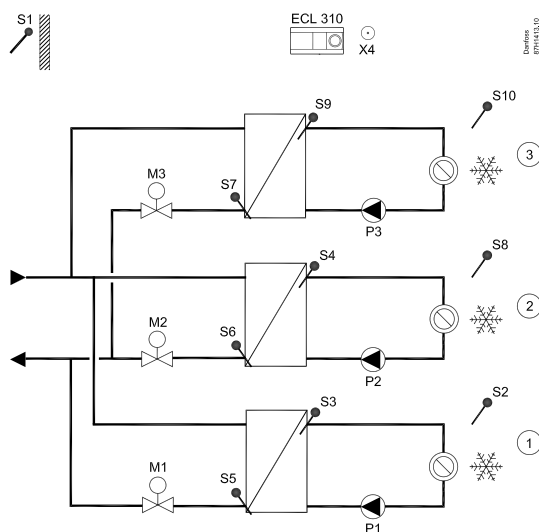 S1
ECL 310
X4
Danfoss
87H1413.10
S9
S10
M3
S7
3
P3
S4
S8
M2
S6
2
P2
S3
S2
M1
S5
1
P1